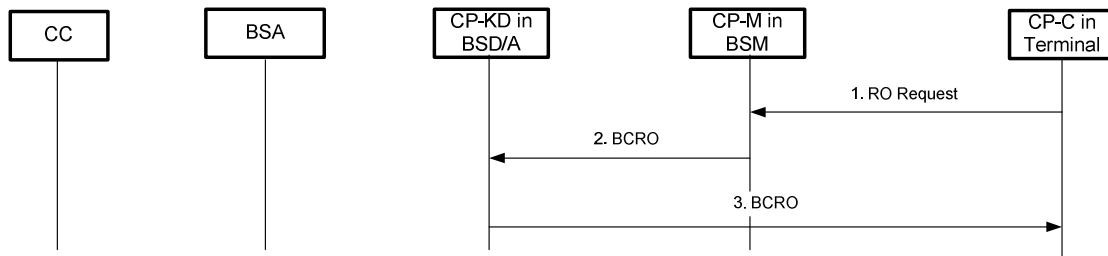 CC
BSA
CP-KD in
BSD/A
CP-M in
BSM
CP-C in
Terminal
1. RO Request
2. BCRO
3. BCRO